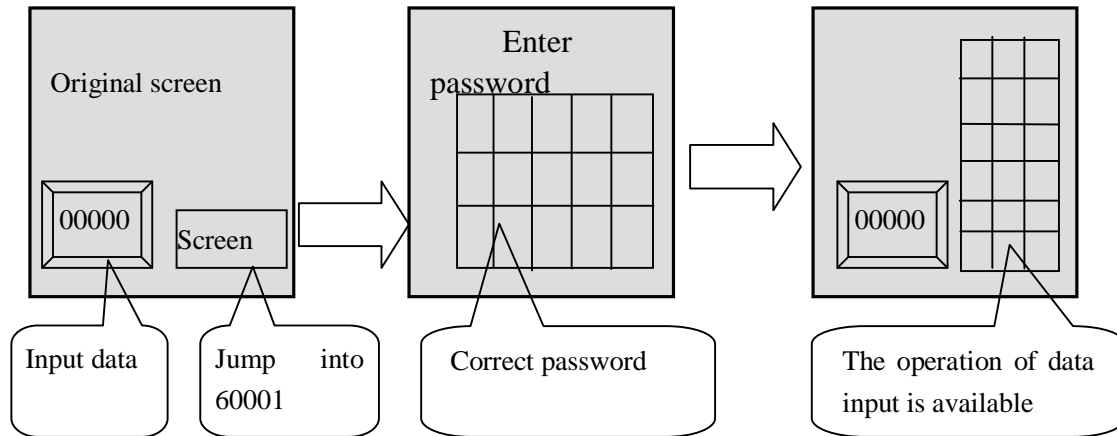 Original screen
00000
Screen
Input data
Jump into
60001
Enter
password
Correct password
00000
The operation of data
input is available